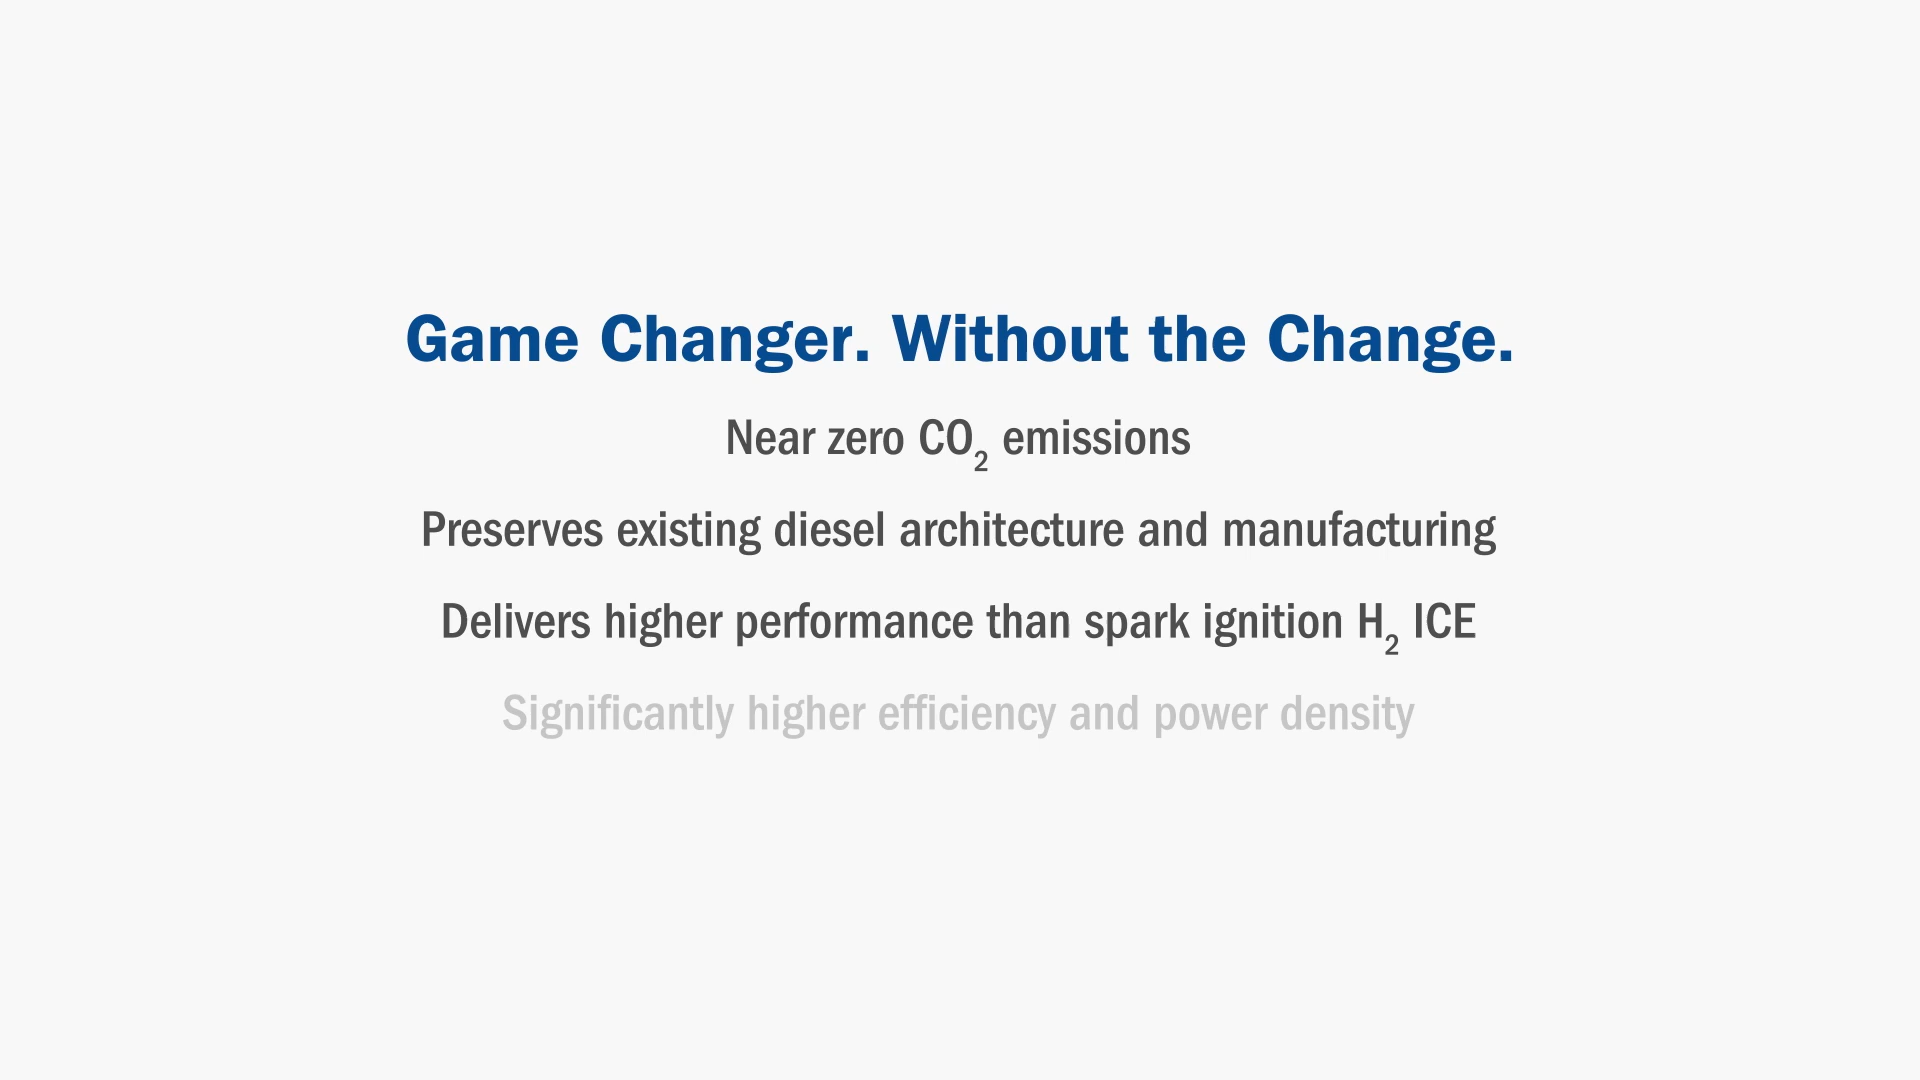 Game Changer. Without the Change.
Near zero CO₂ emissions
Preserves existing diesel architecture and manufacturing
Delivers higher performance than spark ignition H₂ ICE
Significantly higher efficiency and power density